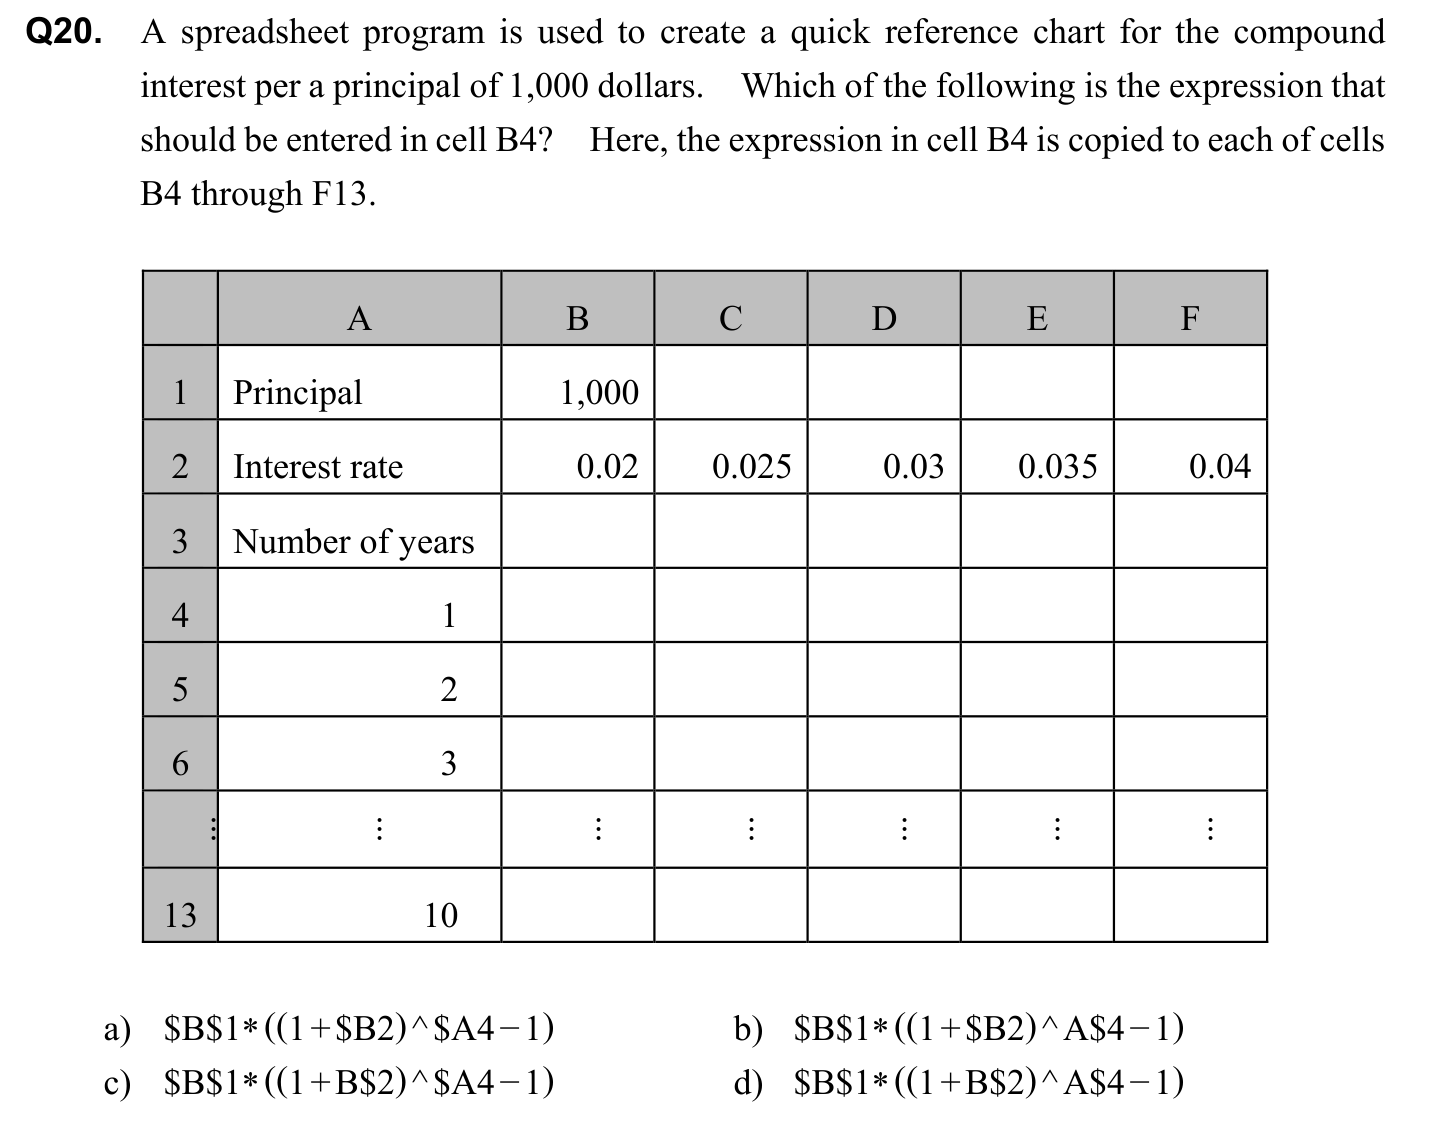 Q20. A spreadsheet program is used to create a quick reference chart for the compound
interest per a principal of 1,000 dollars. Which of the following is the expression that
should be entered in cell B4? Here, the expression in cell B4 is copied to each of cells
B4 through F13.
A B C D E F
1 Principal 1,000
2 Interest rate 0.02 0.025 0.03 0.035 0.04
3 Number of years
4 1
5 2
6 3
⋮ ⋮ ⋮ ⋮ ⋮ ⋮ ⋮
13 10
a) $B$1*((1+$B2)^$A4−1) b) $B$1*((1+$B2)^A$4−1)
c) $B$1*((1+B$2)^$A4−1) d) $B$1*((1+B$2)^A$4−1)